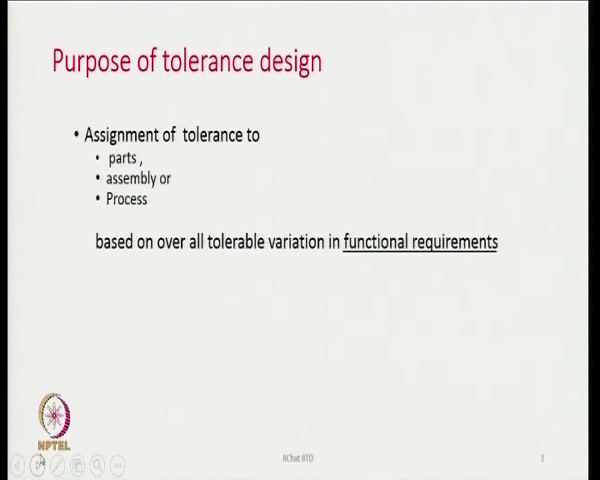 Purpose of tolerance design
• Assignment of tolerance to
• parts ,
• assembly or
• Process
based on over all tolerable variation in functional requirements
NPTEL
RChat IITD
3